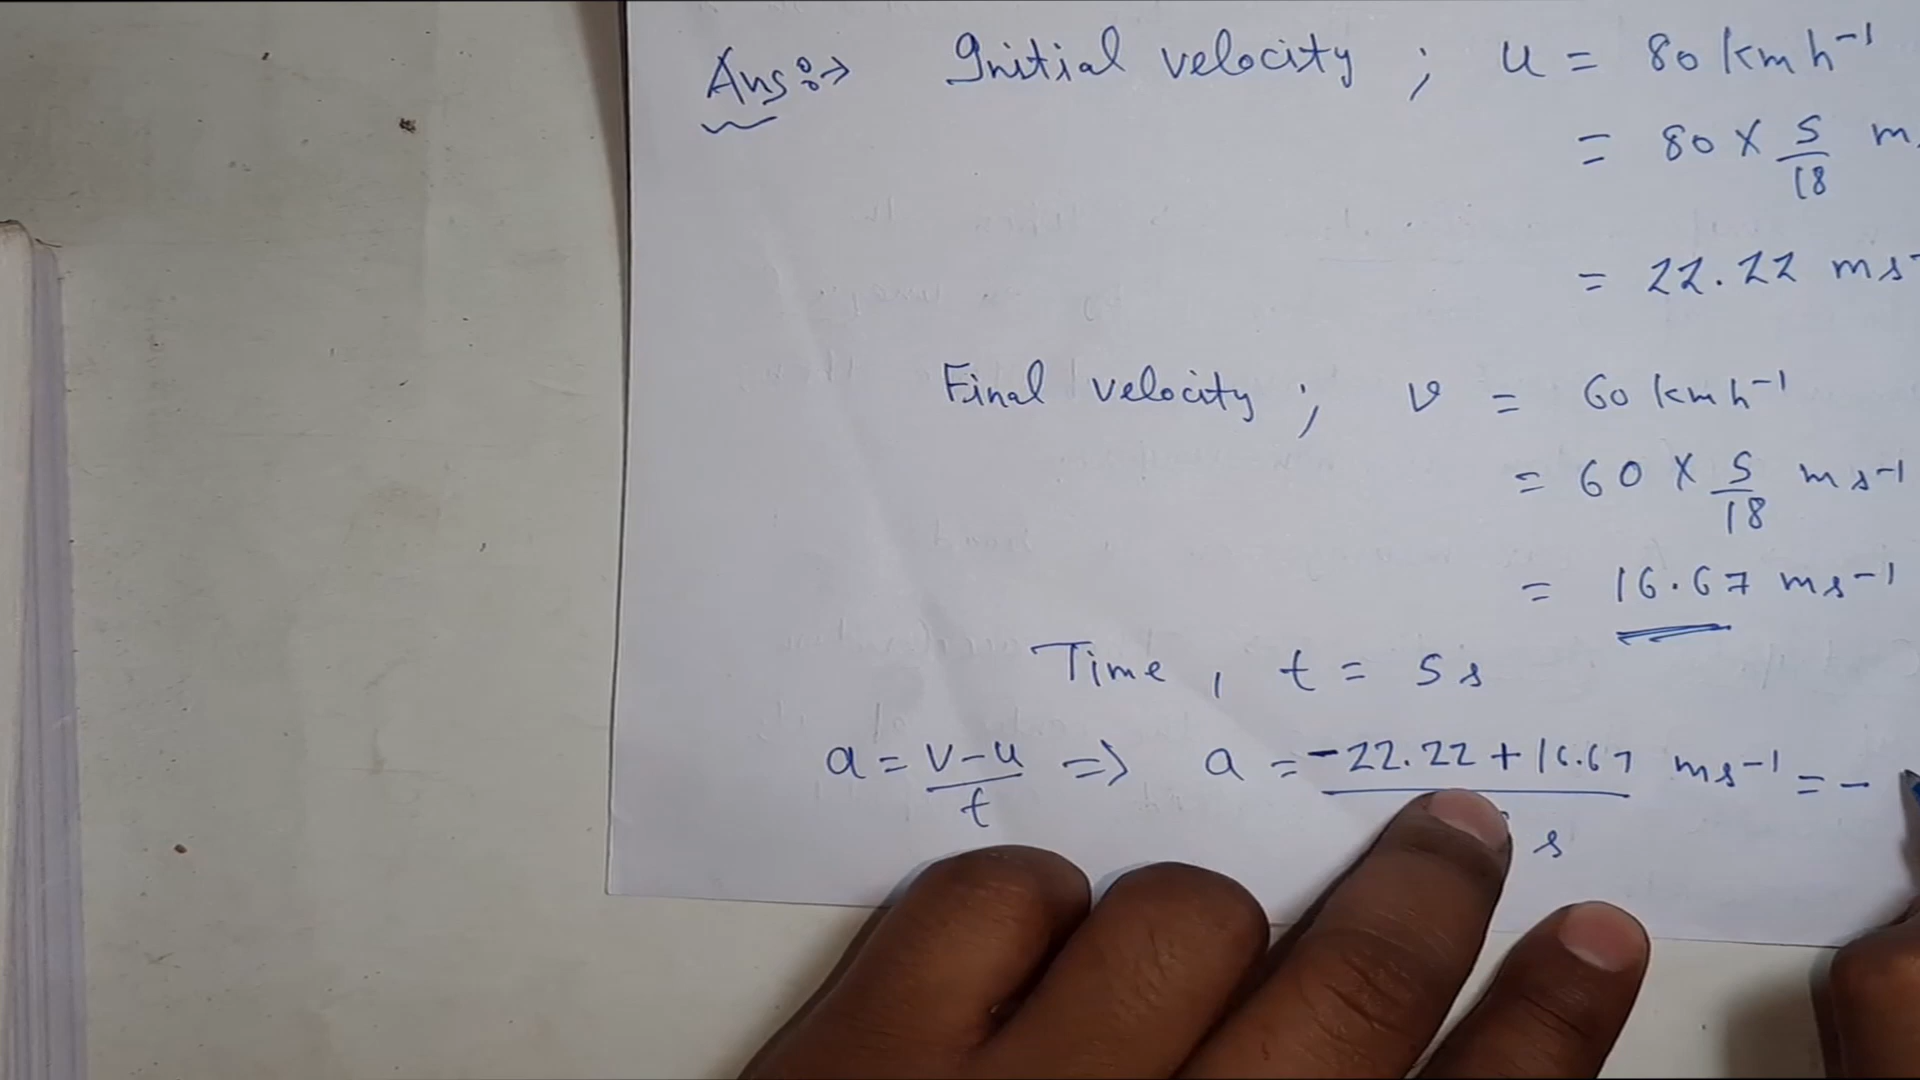 Ans:→ Initial velocity ; u = 80 km h⁻¹
= 80 × 5/18 m
= 22.22 ms⁻
Final velocity ; v = 60 km h⁻¹
= 60 × 5/18 ms⁻¹
= 16.67 ms⁻¹
Time , t = 5 s
a = v-u/t => a = -22.22 + 16.67 ms⁻¹ / s = -